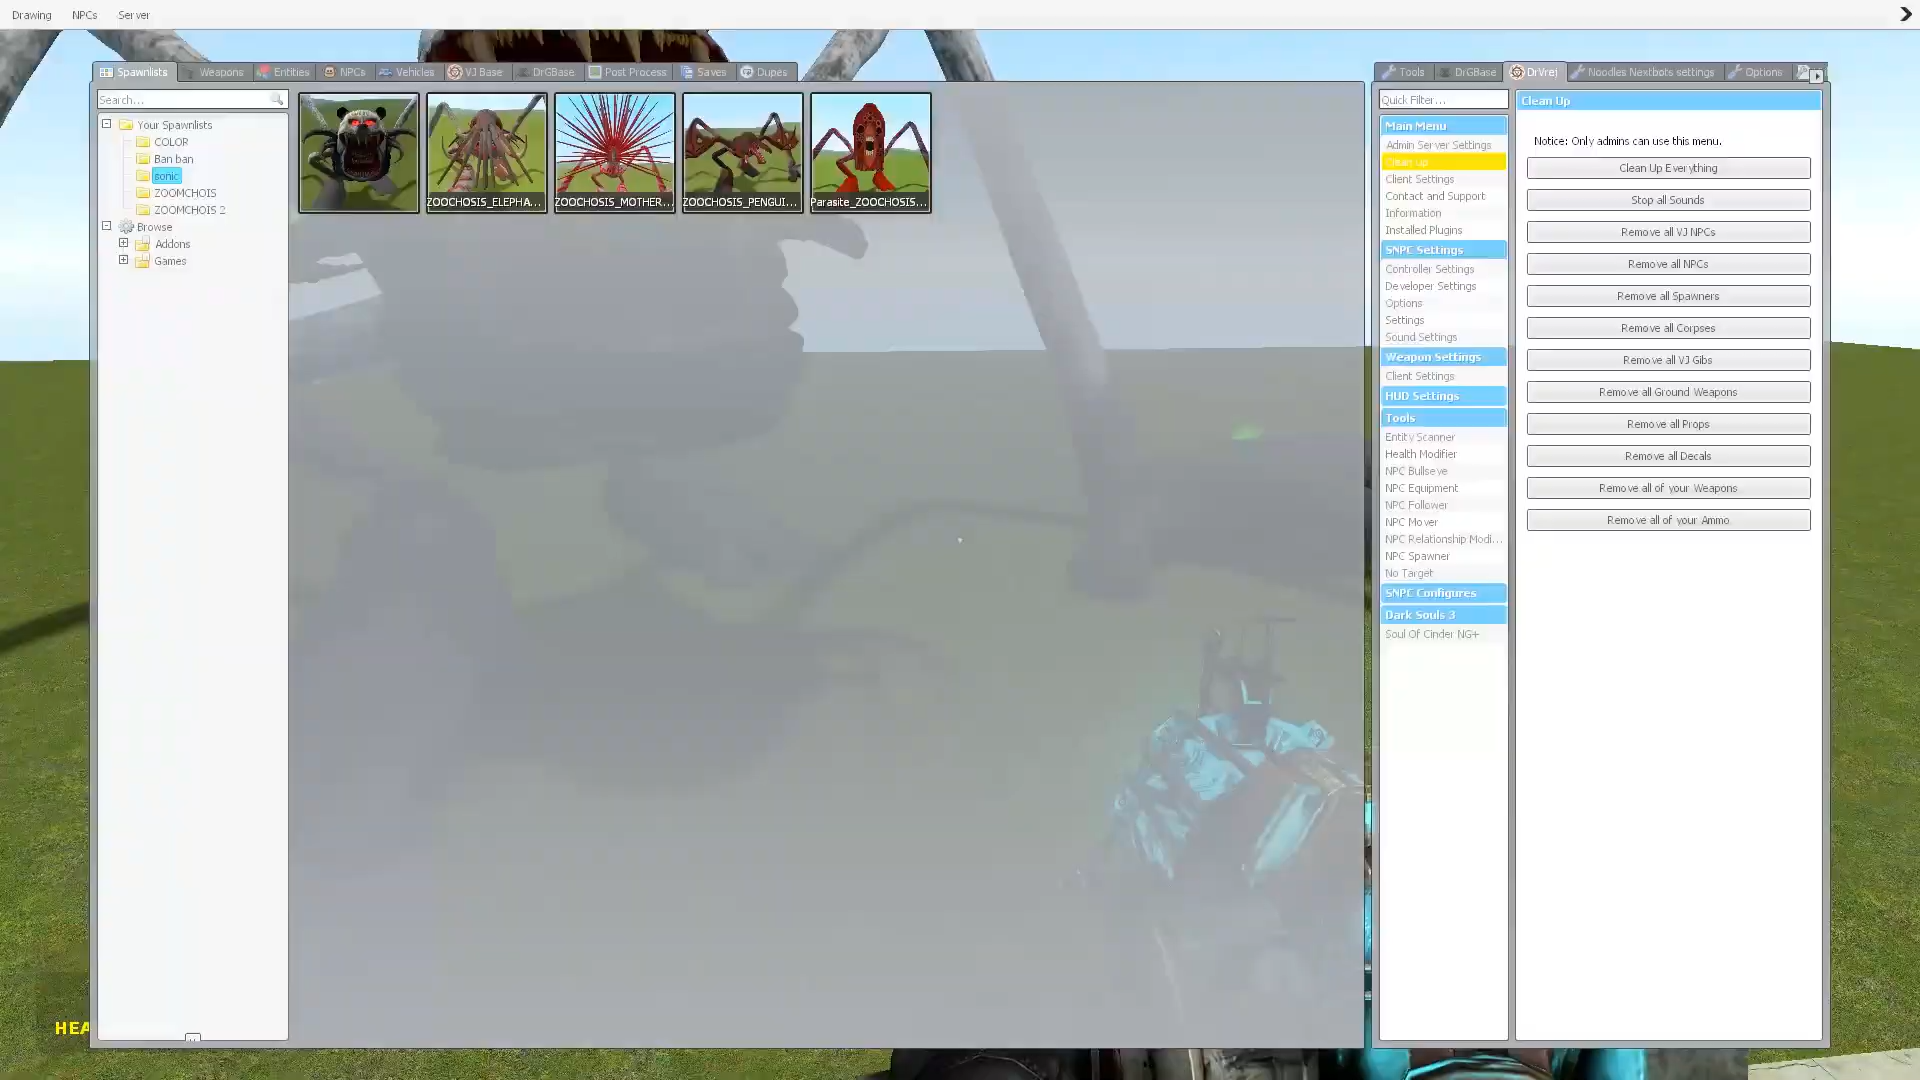 Drawing NPCs Server
Spawnlists Weapons Entities NPCs Vehicles VJ Base DrGBase Post Process Saves Dupes
Tools DrGBase DrVrej Noodles Nextbots settings Options
Search...
Your Spawnlists
COLOR
Ban ban
sonic
ZOOMCHOIS
ZOOMCHOIS 2
Browse
Addons
Games
ZOOCHOSIS_ELEPHA...
ZOOCHOSIS_MOTHER...
ZOOCHOSIS_PENGUI...
Parasite_ZOOCHOSIS...
Quick Filter...
Main Menu
Admin Server Settings
Clean Up
Client Settings
Contact and Support
Information
Installed Plugins
SNPC Settings
Controller Settings
Developer Settings
Options
Settings
Sound Settings
Weapon Settings
Client Settings
HUD Settings
Tools
Entity Scanner
Health Modifier
NPC Bullseye
NPC Equipment
NPC Follower
NPC Mover
NPC Relationship Modi...
NPC Spawner
No Target
SNPC Configures
Dark Souls 3
Soul Of Cinder NG+
Clean Up
Notice: Only admins can use this menu.
Clean Up Everything
Stop all Sounds
Remove all VJ NPCs
Remove all NPCs
Remove all Spawners
Remove all Corpses
Remove all VJ Gibs
Remove all Ground Weapons
Remove all Props
Remove all Decals
Remove all of your Weapons
Remove all of your Ammo
HEA